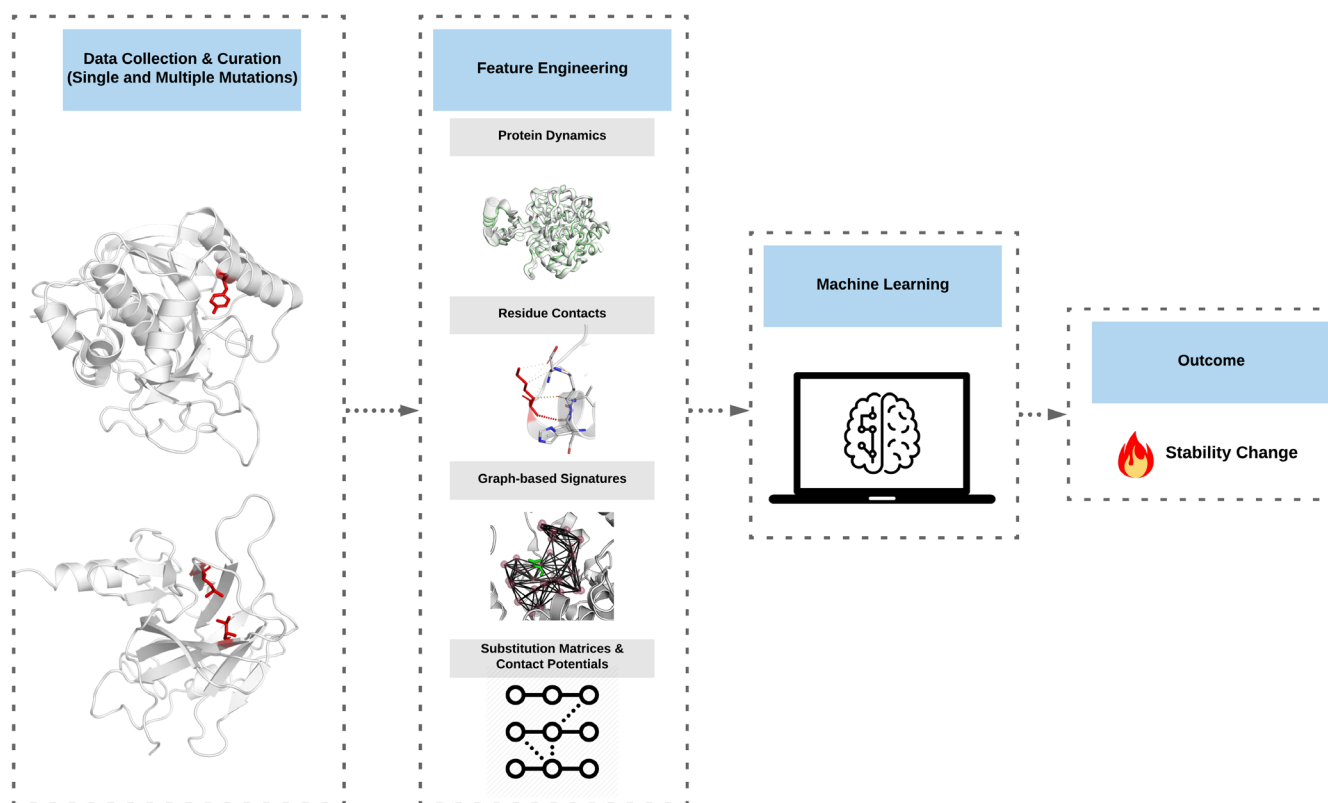 Data Collection & Curation
(Single and Multiple Mutations)
Feature Engineering
Protein Dynamics
Residue Contacts
Graph-based Signatures
Substitution Matrices &
Contact Potentials
Machine Learning
Outcome
Stability Change